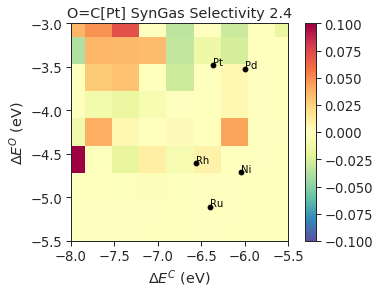 O=C[Pt] SynGas Selectivity 2.4
−3.0
−3.5
−4.0
−4.5
−5.0
−5.5
ΔE^O (eV)
Pt
Pd
Rh
Ni
Ru
−8.0 −7.5 −7.0 −6.5 −6.0 −5.5
ΔE^C (eV)
0.100
0.075
0.050
0.025
0.000
−0.025
−0.050
−0.075
−0.100